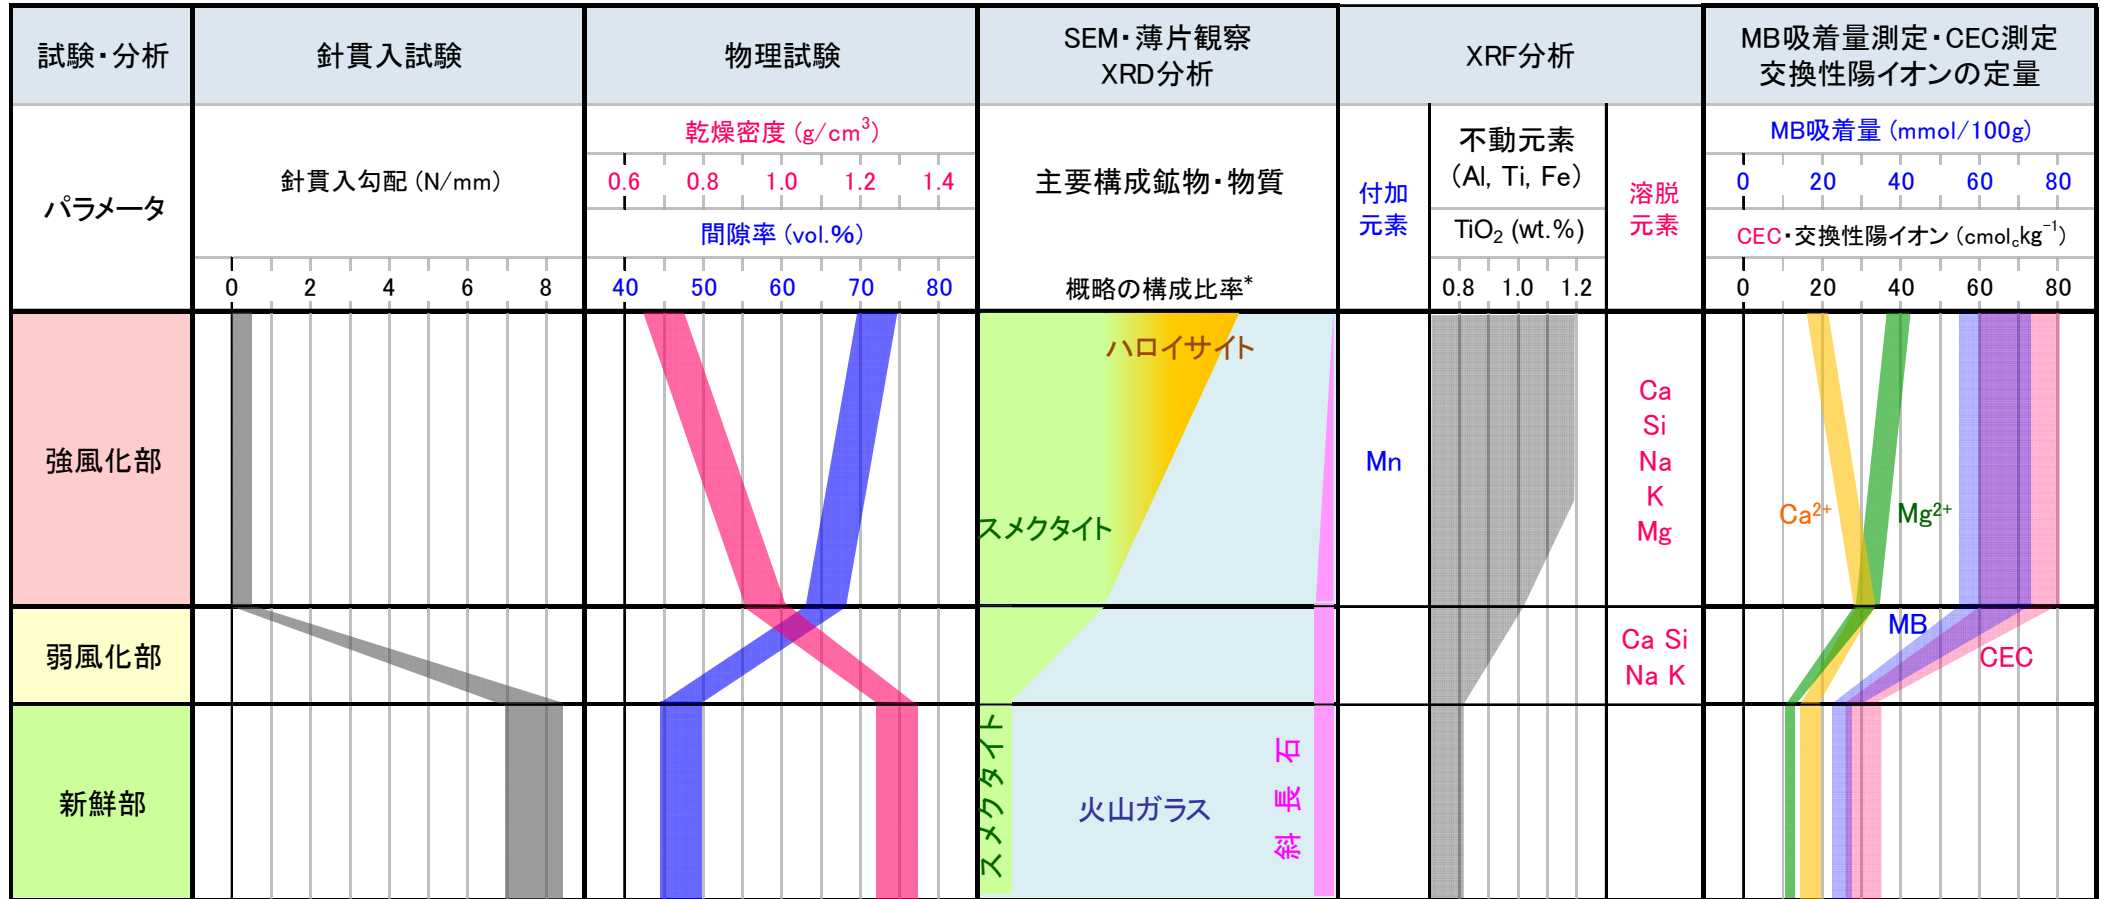 試験・分析
針貫入試験
物理試験
SEM・薄片観察
XRD分析
XRF分析
MB吸着量測定・CEC測定
交換性陽イオンの定量
パラメータ
針貫入勾配 (N/mm)
0 2 4 6 8
乾燥密度 (g/cm³)
0.6 0.8 1.0 1.2 1.4
間隙率 (vol.%)
40 50 60 70 80
主要構成鉱物・物質
概略の構成比率*
付加
元素
不動元素
(Al, Ti, Fe)
TiO₂ (wt.%)
0.8 1.0 1.2
溶脱
元素
MB吸着量 (mmol/100g)
0 20 40 60 80
CEC・交換性陽イオン (cmol꜀kg⁻¹)
0 20 40 60 80
強風化部
ハロイサイト
スメクタイト
Mn
Ca
Si
Na
K
Mg
Ca²⁺
Mg²⁺
弱風化部
Ca Si
Na K
MB
CEC
新鮮部
スメクタイト
火山ガラス
斜長石